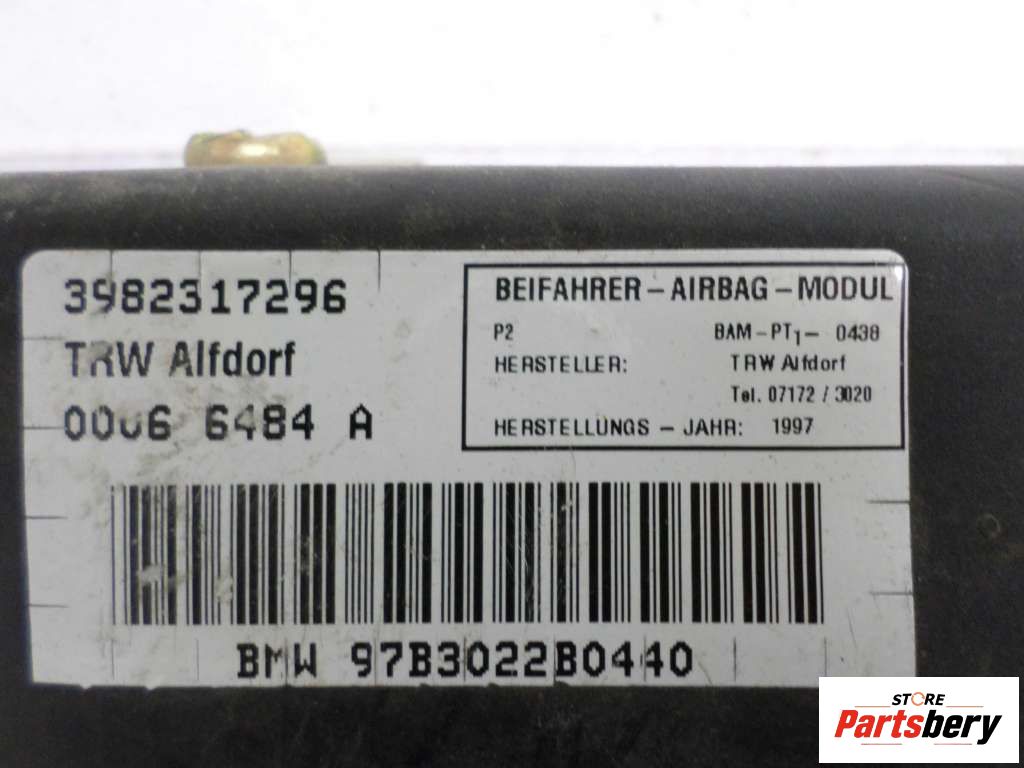 3982317296
TRW Alfdorf
0006 6484 A
BEIFAHRER – AIRBAG – MODUL
P2 BAM – PT1 – 0438
HERSTELLER: TRW Alfdorf
Tel. 07172 / 3020
HERSTELLUNGS – JAHR: 1997
BMW 97B3022B0440
STORE
Partsbery